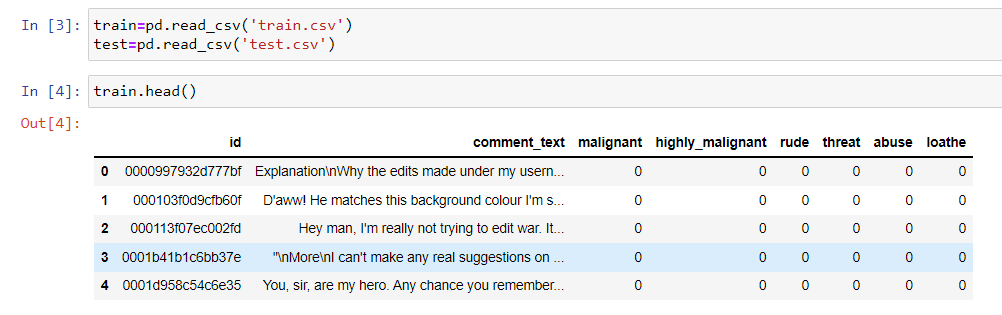 In [3]: train=pd.read_csv('train.csv')
test=pd.read_csv('test.csv')
In [4]: train.head()
Out[4]:
id comment_text malignant highly_malignant rude threat abuse loathe
0 0000997932d777bf Explanation\nWhy the edits made under my usern... 0 0 0 0 0 0
1 000103f0d9cfb60f D'aww! He matches this background colour I'm s... 0 0 0 0 0 0
2 000113f07ec002fd Hey man, I'm really not trying to edit war. It... 0 0 0 0 0 0
3 0001b41b1c6bb37e "\nMore\nI can't make any real suggestions on ... 0 0 0 0 0 0
4 0001d958c54c6e35 You, sir, are my hero. Any chance you remember... 0 0 0 0 0 0